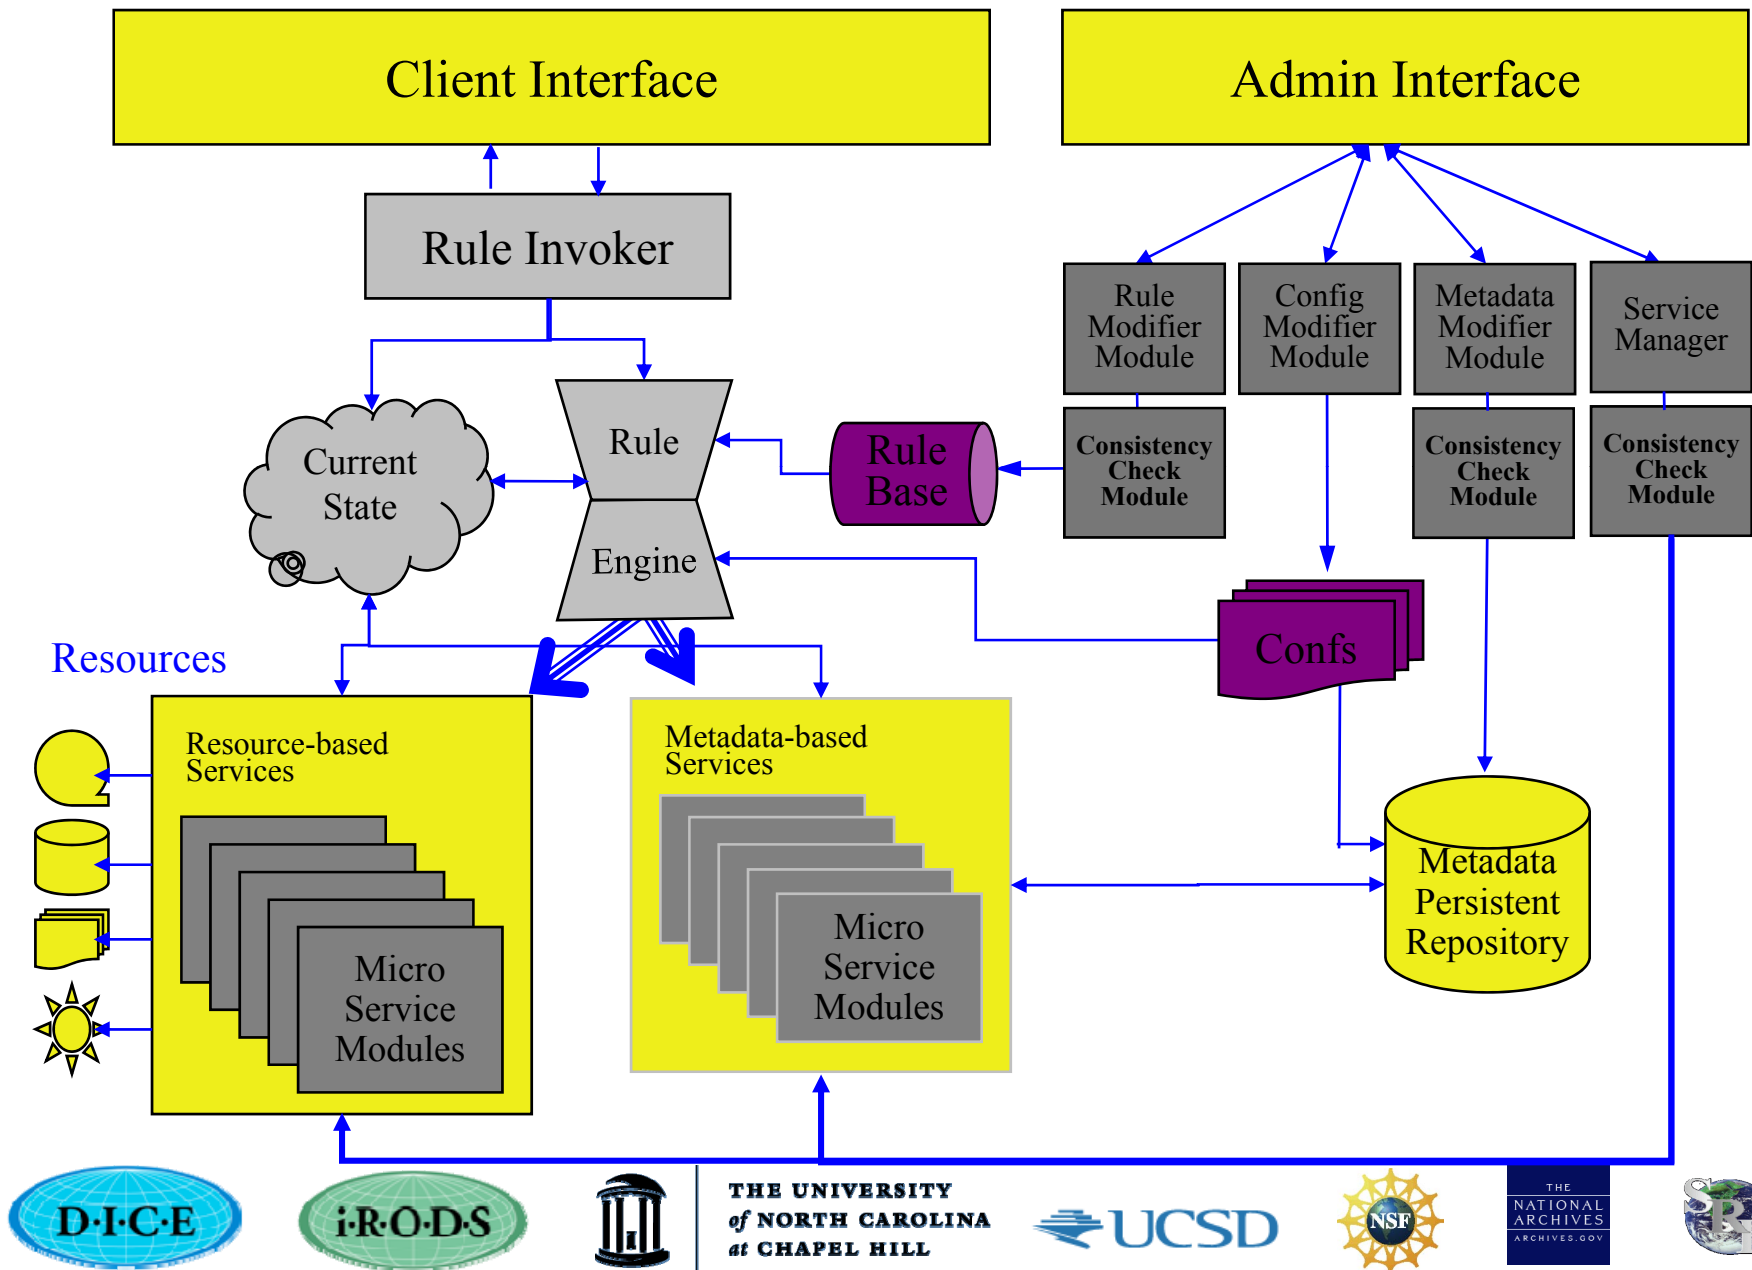 Client Interface
Admin Interface
Rule Invoker
Rule
Modifier
Module
Config
Modifier
Module
Metadata
Modifier
Module
Service
Manager
Current
State
Rule
Engine
Rule
Base
Consistency
Check
Module
Consistency
Check
Module
Consistency
Check
Module
Confs
Resources
Resource-based
Services
Micro
Service
Modules
Metadata-based
Services
Micro
Service
Modules
Metadata
Persistent
Repository
D·I·C·E
i·R·O·D·S
THE UNIVERSITY
of NORTH CAROLINA
at CHAPEL HILL
UCSD
NSF
THE
NATIONAL
ARCHIVES
ARCHIVES.GOV